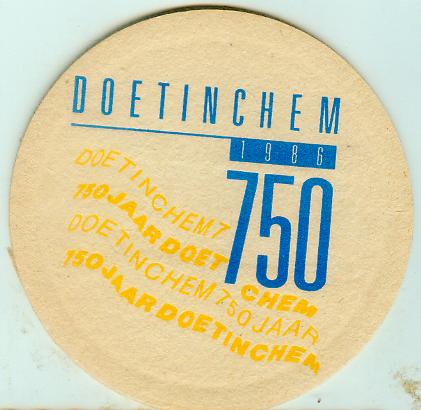 DOETINCHEM
1986
750
DOETINCHEM 7
750 JAAR DOET CHEM
DOETINCHEM 750 JAAR
750 JAAR DOETINCHEM